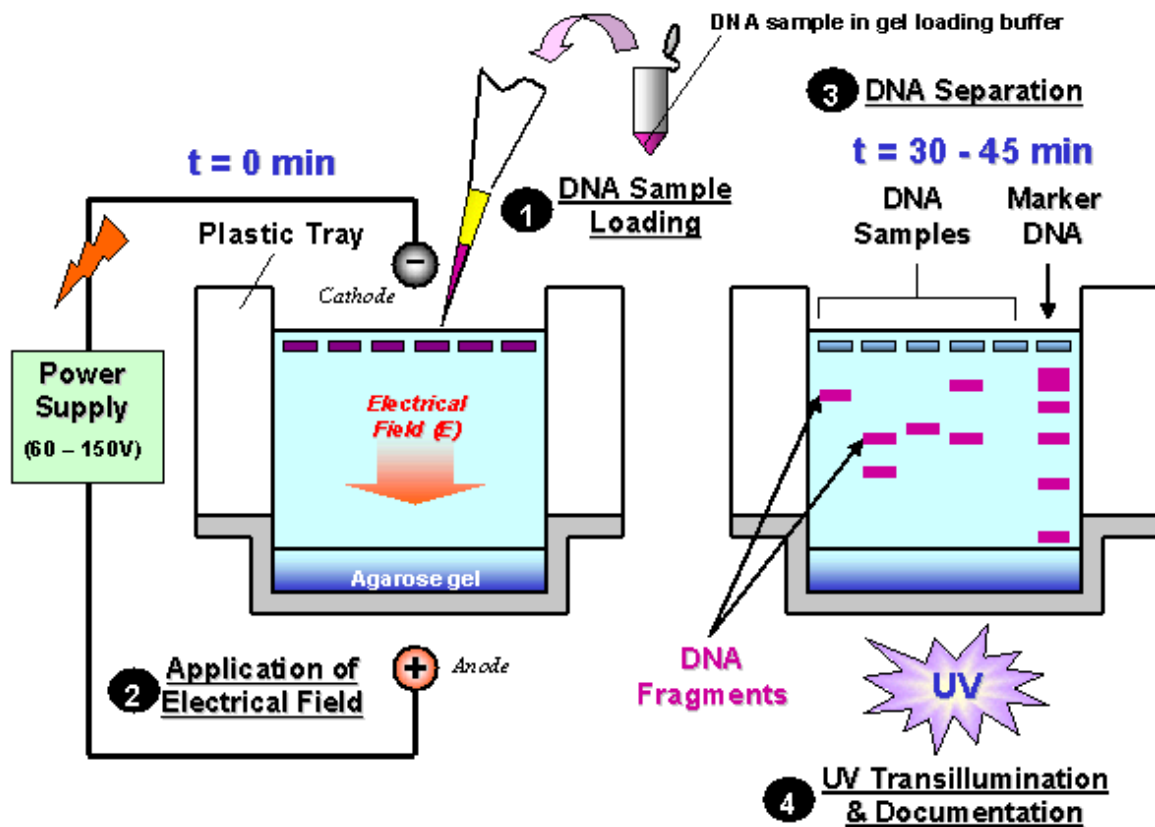 DNA sample in gel loading buffer
3 DNA Separation
t = 0 min
t = 30 - 45 min
1 DNA Sample
Loading
DNA
Samples
Marker
DNA
Plastic Tray
−
Cathode
Power
Supply
(60 – 150V)
Electrical
Field (E)
Agarose gel
2 Application of
Electrical Field
+
Anode
DNA
Fragments
UV
4 UV Transillumination
& Documentation